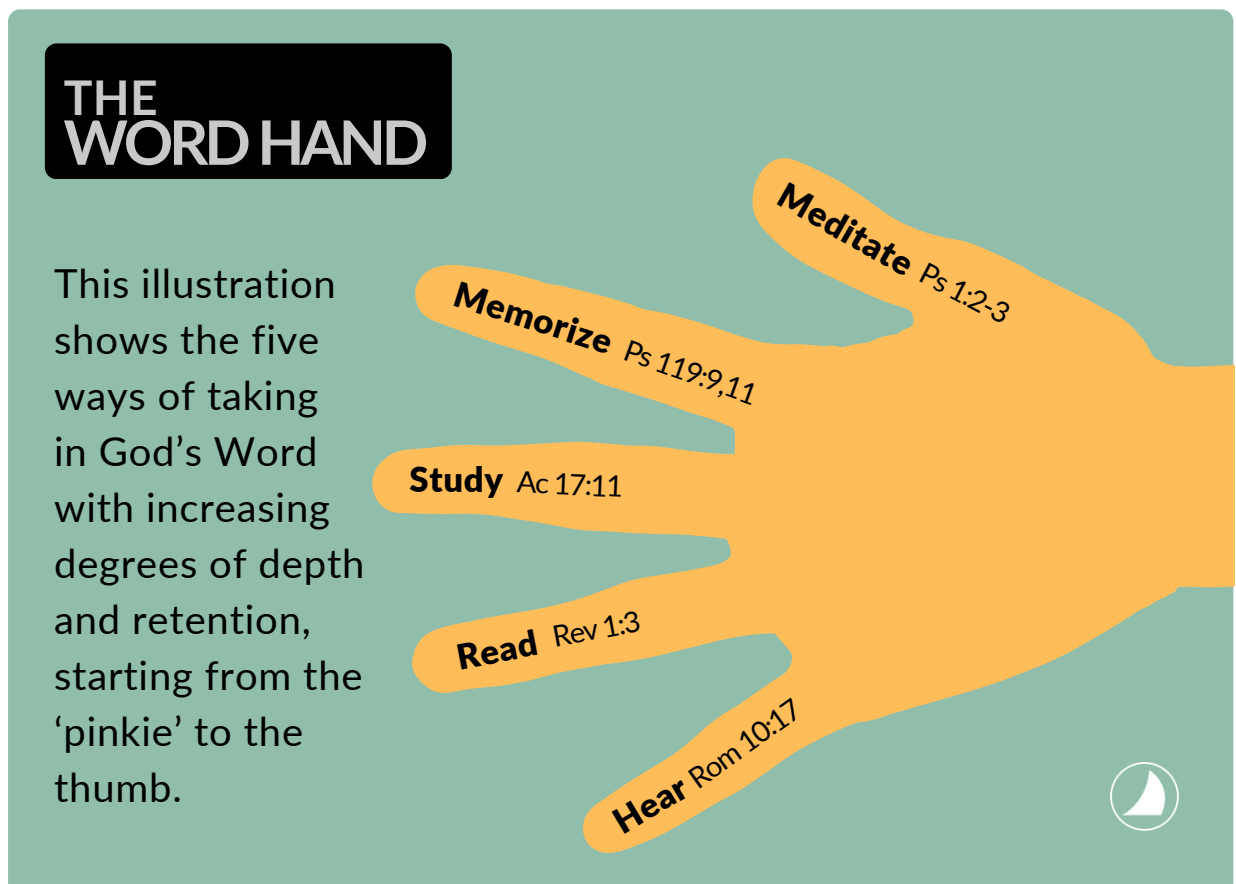 THE
WORD HAND
This illustration
shows the five
ways of taking
in God’s Word
with increasing
degrees of depth
and retention,
starting from the
‘pinkie’ to the
thumb.
Meditate Ps 1:2-3
Memorize Ps 119:9,11
Study Ac 17:11
Read Rev 1:3
Hear Rom 10:17